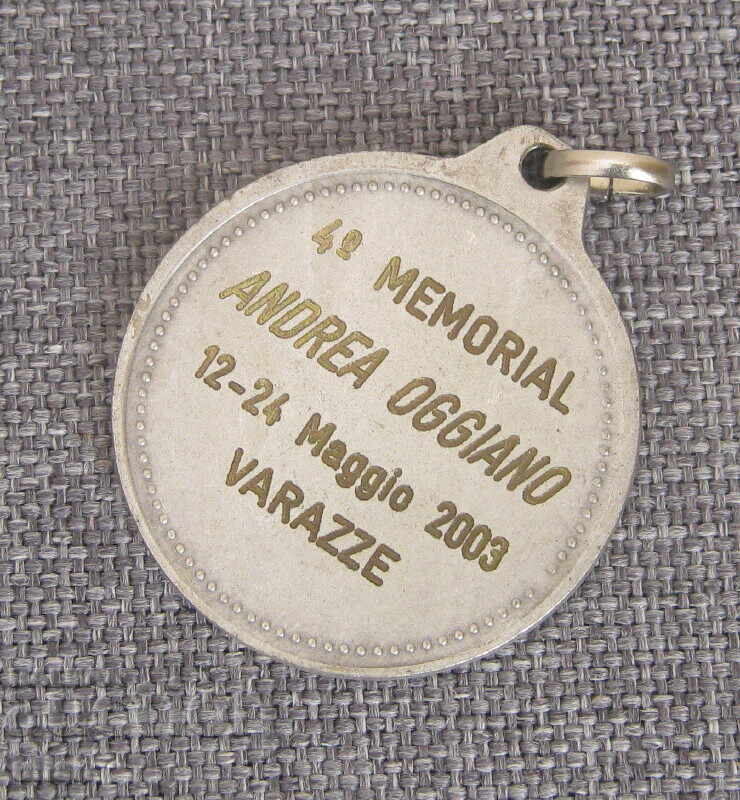 4º MEMORIAL
ANDREA OGGIANO
12-24 Maggio 2003
VARAZZE